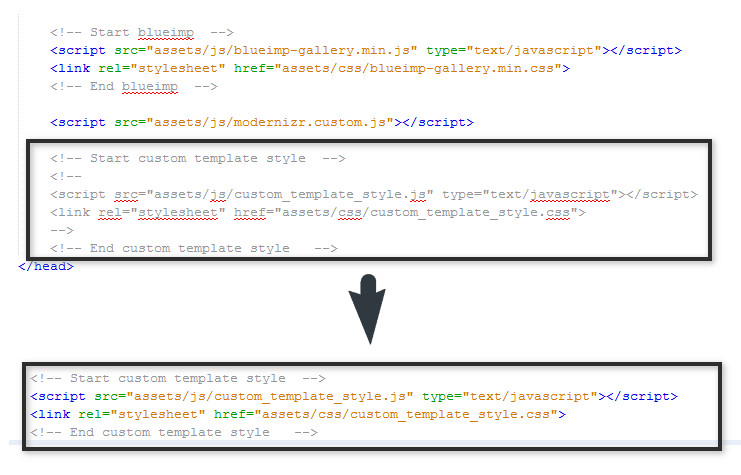 <!-- Start blueimp  -->
<script src="assets/js/blueimp-gallery.min.js" type="text/javascript"></script>
<link rel="stylesheet" href="assets/css/blueimp-gallery.min.css">
<!-- End blueimp  -->
<script src="assets/js/modernizr.custom.js"></script>
<!-- Start custom template style  -->
<!--
<script src="assets/js/custom_template_style.js" type="text/javascript"></script>
<link rel="stylesheet" href="assets/css/custom_template_style.css">
-->
<!-- End custom template style   -->
</head>
<!-- Start custom template style  -->
<script src="assets/js/custom_template_style.js" type="text/javascript"></script>
<link rel="stylesheet" href="assets/css/custom_template_style.css">
<!-- End custom template style   -->